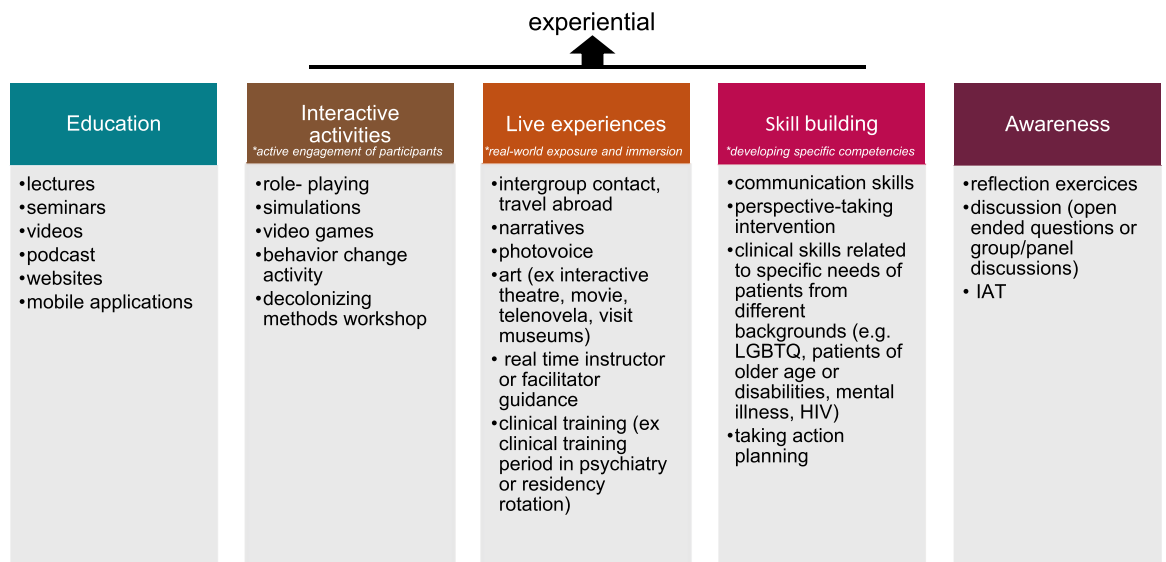 experiential
Education
•lectures
•seminars
•videos
•podcast
•websites
•mobile applications
Interactive
activities
*active engagement of participants
•role- playing
•simulations
•video games
•behavior change
activity
•decolonizing
methods workshop
Live experiences
*real-world exposure and immersion
•intergroup contact,
travel abroad
•narratives
•photovoice
•art (ex interactive
theatre, movie,
telenovela, visit
museums)
• real time instructor
or facilitator
guidance
•clinical training (ex
clinical training
period in psychiatry
or residency
rotation)
Skill building
*developing specific competencies
•communication skills
•perspective-taking
intervention
•clinical skills related
to specific needs of
patients from
different
backgrounds (e.g.
LGBTQ, patients of
older age or
disabilities, mental
illness, HIV)
•taking action
planning
Awareness
•reflection exercices
•discussion (open
ended questions or
group/panel
discussions)
• IAT